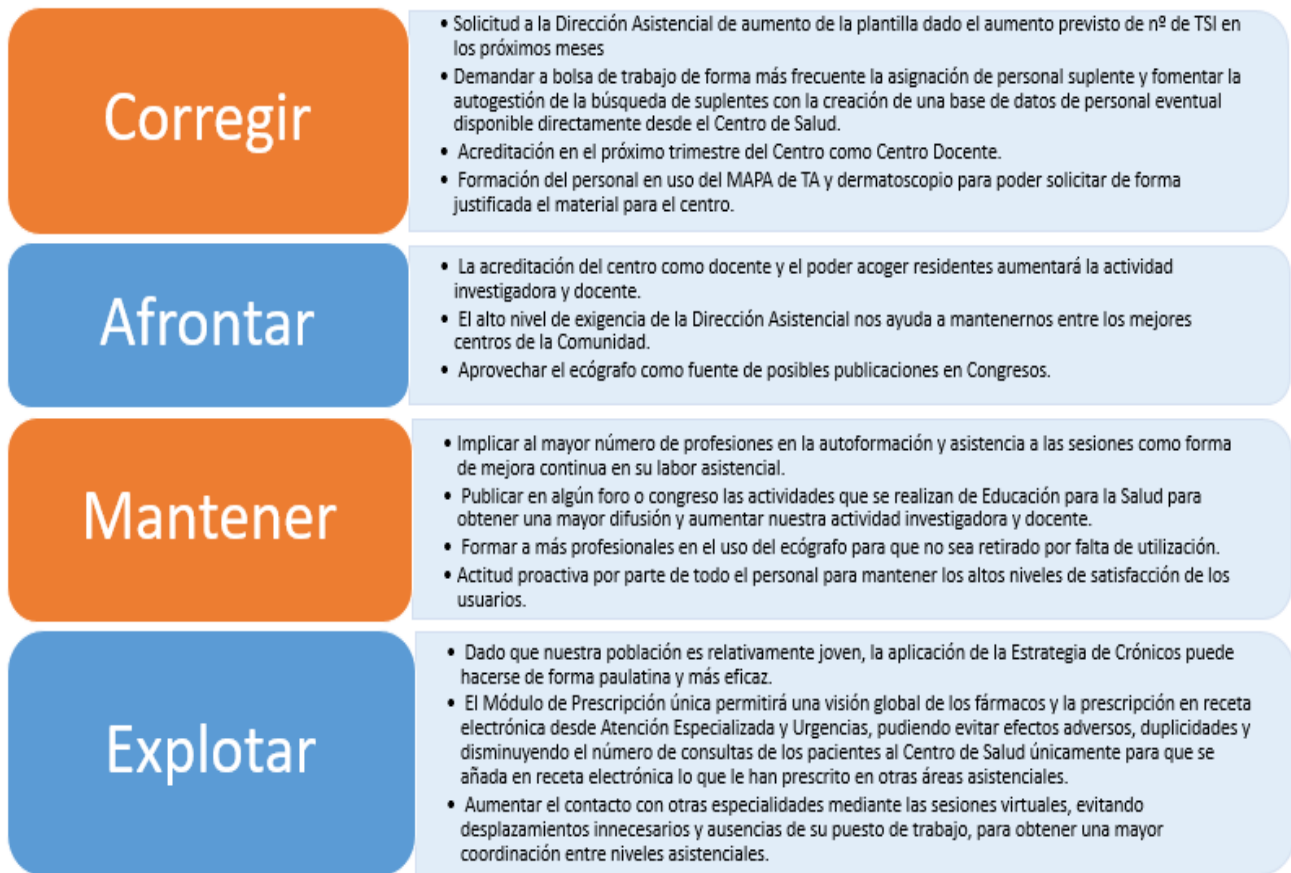 Corregir
• Solicitud a la Dirección Asistencial de aumento de la plantilla dado el aumento previsto de nº de TSI en
los próximos meses
• Demandar a bolsa de trabajo de forma más frecuente la asignación de personal suplente y fomentar la
autogestión de la búsqueda de suplentes con la creación de una base de datos de personal eventual
disponible directamente desde el Centro de Salud.
• Acreditación en el próximo trimestre del Centro como Centro Docente.
• Formación del personal en uso del MAPA de TA y dermatoscopio para poder solicitar de forma
justificada el material para el centro.
Afrontar
• La acreditación del centro como docente y el poder acoger residentes aumentará la actividad
investigadora y docente.
• El alto nivel de exigencia de la Dirección Asistencial nos ayuda a mantenernos entre los mejores
centros de la Comunidad.
• Aprovechar el ecógrafo como fuente de posibles publicaciones en Congresos.
Mantener
• Implicar al mayor número de profesiones en la autoformación y asistencia a las sesiones como forma
de mejora continua en su labor asistencial.
• Publicar en algún foro o congreso las actividades que se realizan de Educación para la Salud para
obtener una mayor difusión y aumentar nuestra actividad investigadora y docente.
• Formar a más profesionales en el uso del ecógrafo para que no sea retirado por falta de utilización.
• Actitud proactiva por parte de todo el personal para mantener los altos niveles de satisfacción de los
usuarios.
Explotar
• Dado que nuestra población es relativamente joven, la aplicación de la Estrategia de Crónicos puede
hacerse de forma paulatina y más eficaz.
• El Módulo de Prescripción única permitirá una visión global de los fármacos y la prescripción en receta
electrónica desde Atención Especializada y Urgencias, pudiendo evitar efectos adversos, duplicidades y
disminuyendo el número de consultas de los pacientes al Centro de Salud únicamente para que se
añada en receta electrónica lo que le han prescrito en otras áreas asistenciales.
• Aumentar el contacto con otras especialidades mediante las sesiones virtuales, evitando
desplazamientos innecesarios y ausencias de su puesto de trabajo, para obtener una mayor
coordinación entre niveles asistenciales.